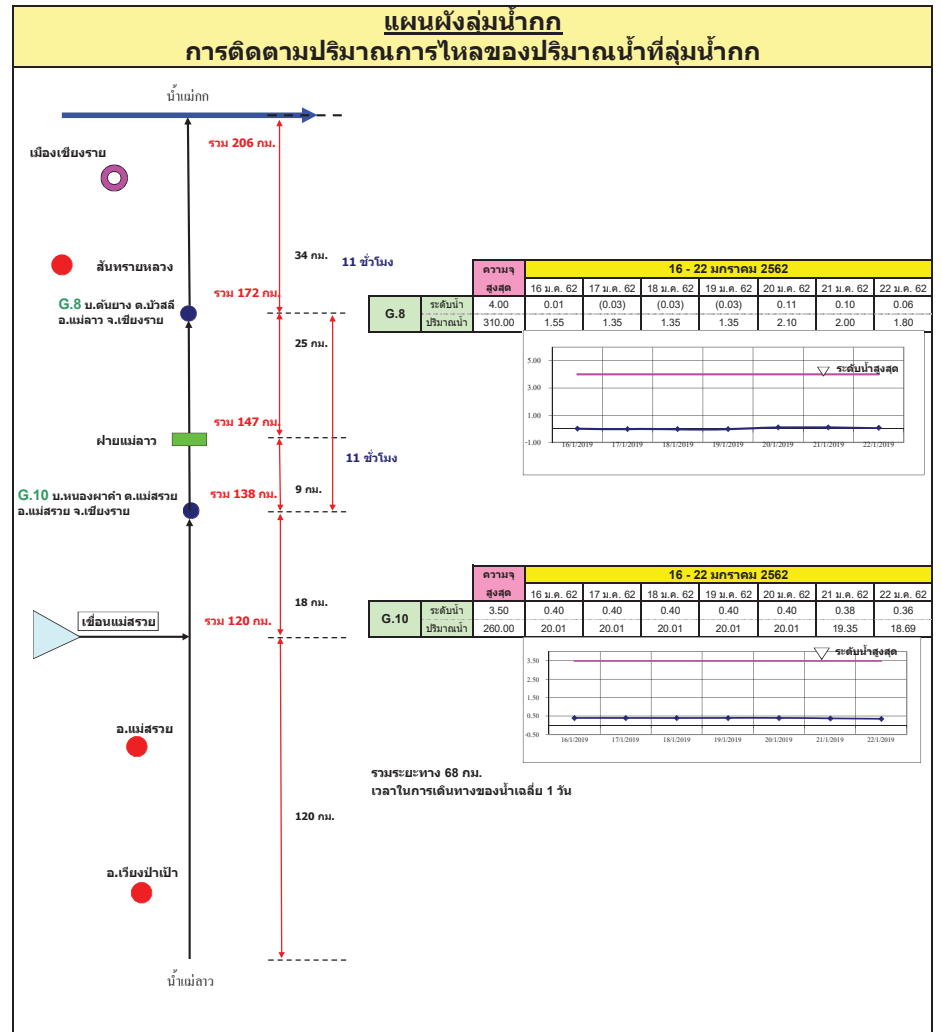 แผนผังลุ่มน้ำกก
การติดตามปริมาณการไหลของปริมาณน้ำที่ลุ่มน้ำกก
น้ำแม่กก
รวม 206 กม.
เมืองเชียงราย
34 กม.
11 ชั่วโมง
สันทรายหลวง
รวม 172 กม.
G.8 บ.ต้นยาง ต.บัวสลี
อ.แม่ลาว จ.เชียงราย
25 กม.
รวม 147 กม.
ฝายแม่ลาว
11 ชั่วโมง
9 กม.
G.10 บ.หนองผาคำ ต.แม่สรวย
อ.แม่สรวย จ.เชียงราย
รวม 138 กม.
18 กม.
เขื่อนแม่สรวย
รวม 120 กม.
อ.แม่สรวย
120 กม.
อ.เวียงป่าเป้า
น้ำแม่ลาว
ความจุ สูงสุด 16 - 22 มกราคม 2562
16 ม.ค. 62 17 ม.ค. 62 18 ม.ค. 62 19 ม.ค. 62 20 ม.ค. 62 21 ม.ค. 62 22 ม.ค. 62
G.8 ระดับน้ำ 4.00 0.01 (0.03) (0.03) (0.03) 0.11 0.10 0.06
ปริมาณน้ำ 310.00 1.55 1.35 1.35 1.35 2.10 2.00 1.80
5.00
ระดับน้ำสูงสุด
3.00
1.00
-1.00
16/1/2019 17/1/2019 18/1/2019 19/1/2019 20/1/2019 21/1/2019 22/1/2019
ความจุ สูงสุด 16 - 22 มกราคม 2562
16 ม.ค. 62 17 ม.ค. 62 18 ม.ค. 62 19 ม.ค. 62 20 ม.ค. 62 21 ม.ค. 62 22 ม.ค. 62
G.10 ระดับน้ำ 3.50 0.40 0.40 0.40 0.40 0.40 0.38 0.36
ปริมาณน้ำ 260.00 20.01 20.01 20.01 20.01 20.01 19.35 18.69
ระดับน้ำสูงสุด
3.50
2.50
1.50
0.50
-0.50
16/1/2019 17/1/2019 18/1/2019 19/1/2019 20/1/2019 21/1/2019 22/1/2019
รวมระยะทาง 68 กม.
เวลาในการเดินทางของน้ำเฉลี่ย 1 วัน